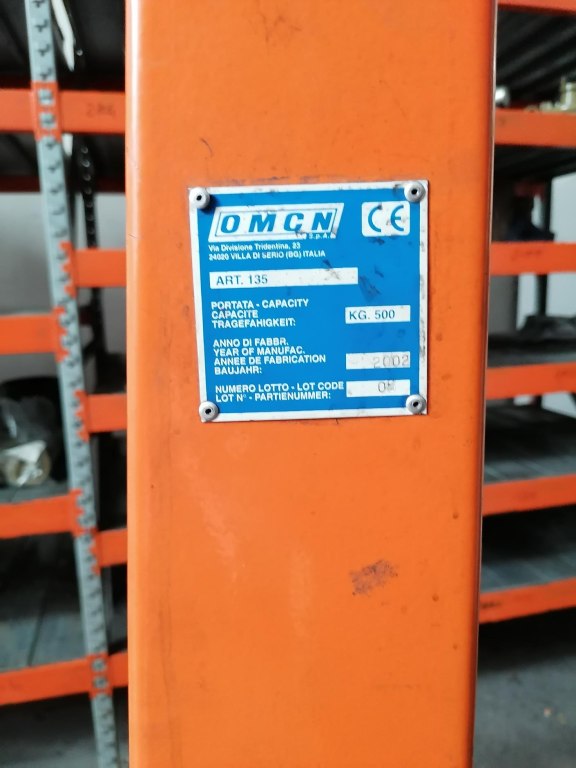 OMCN
S.p.A.
CE
Via Divisione Tridentina, 23
24020 VILLA DI SERIO (BG) ITALIA
ART. 135
PORTATA - CAPACITY
CAPACITE
TRAGEFÄHIGKEIT:
KG. 500
ANNO DI FABBR.
YEAR OF MANUFAC.
ANNEE DE FABRICATION
BAUJAHR:
2002
NUMERO LOTTO - LOT CODE
LOT N° - PARTIENUMMER: